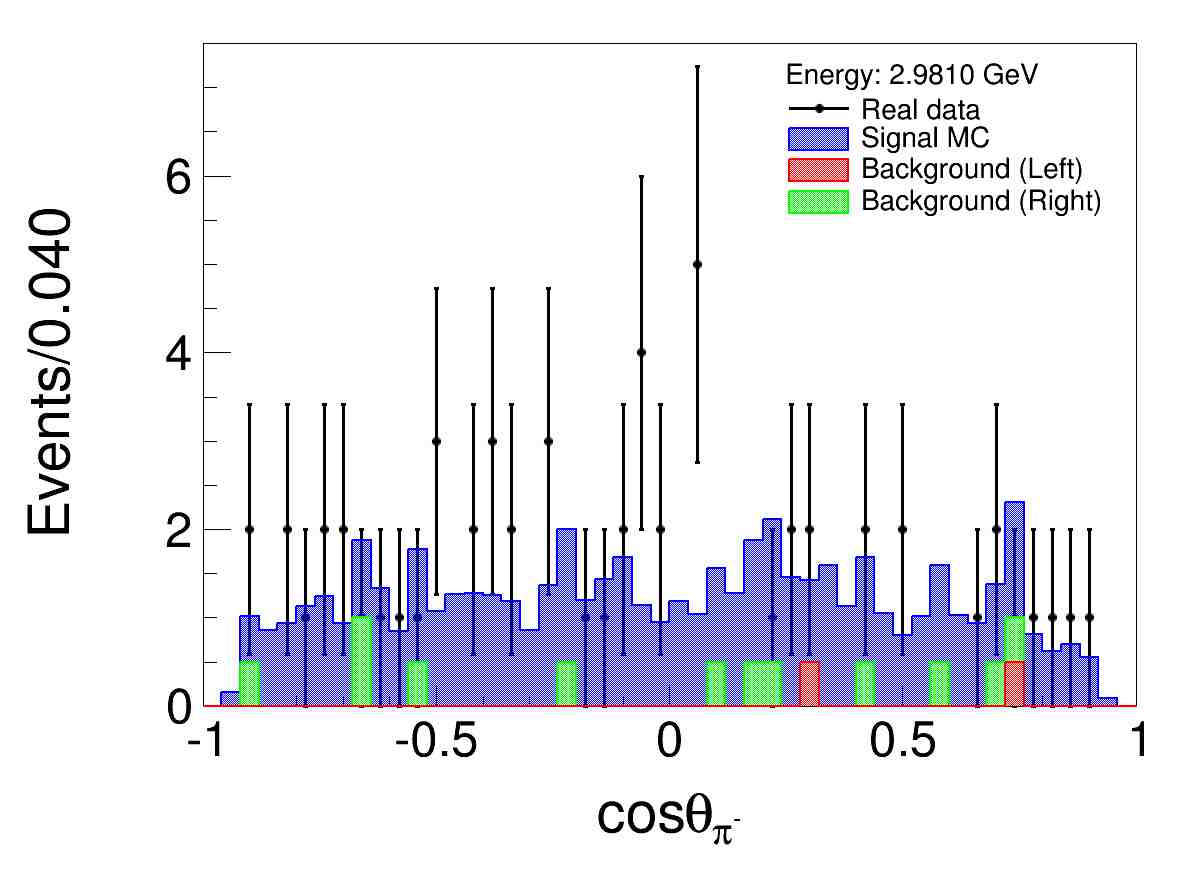 Energy: 2.9810 GeV
Real data
Signal MC
Background (Left)
Background (Right)
Events/0.040
6
4
2
0
-1
-0.5
0
0.5
1
cosθπ-